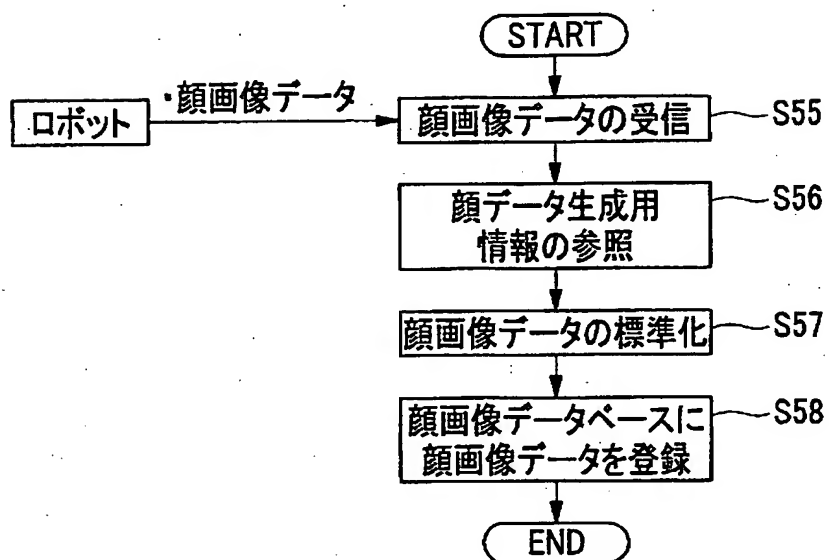 START
・顔画像データ
ロボット
顔画像データの受信
S55
顔データ生成用
情報の参照
S56
顔画像データの標準化
S57
顔画像データベースに
顔画像データを登録
S58
END